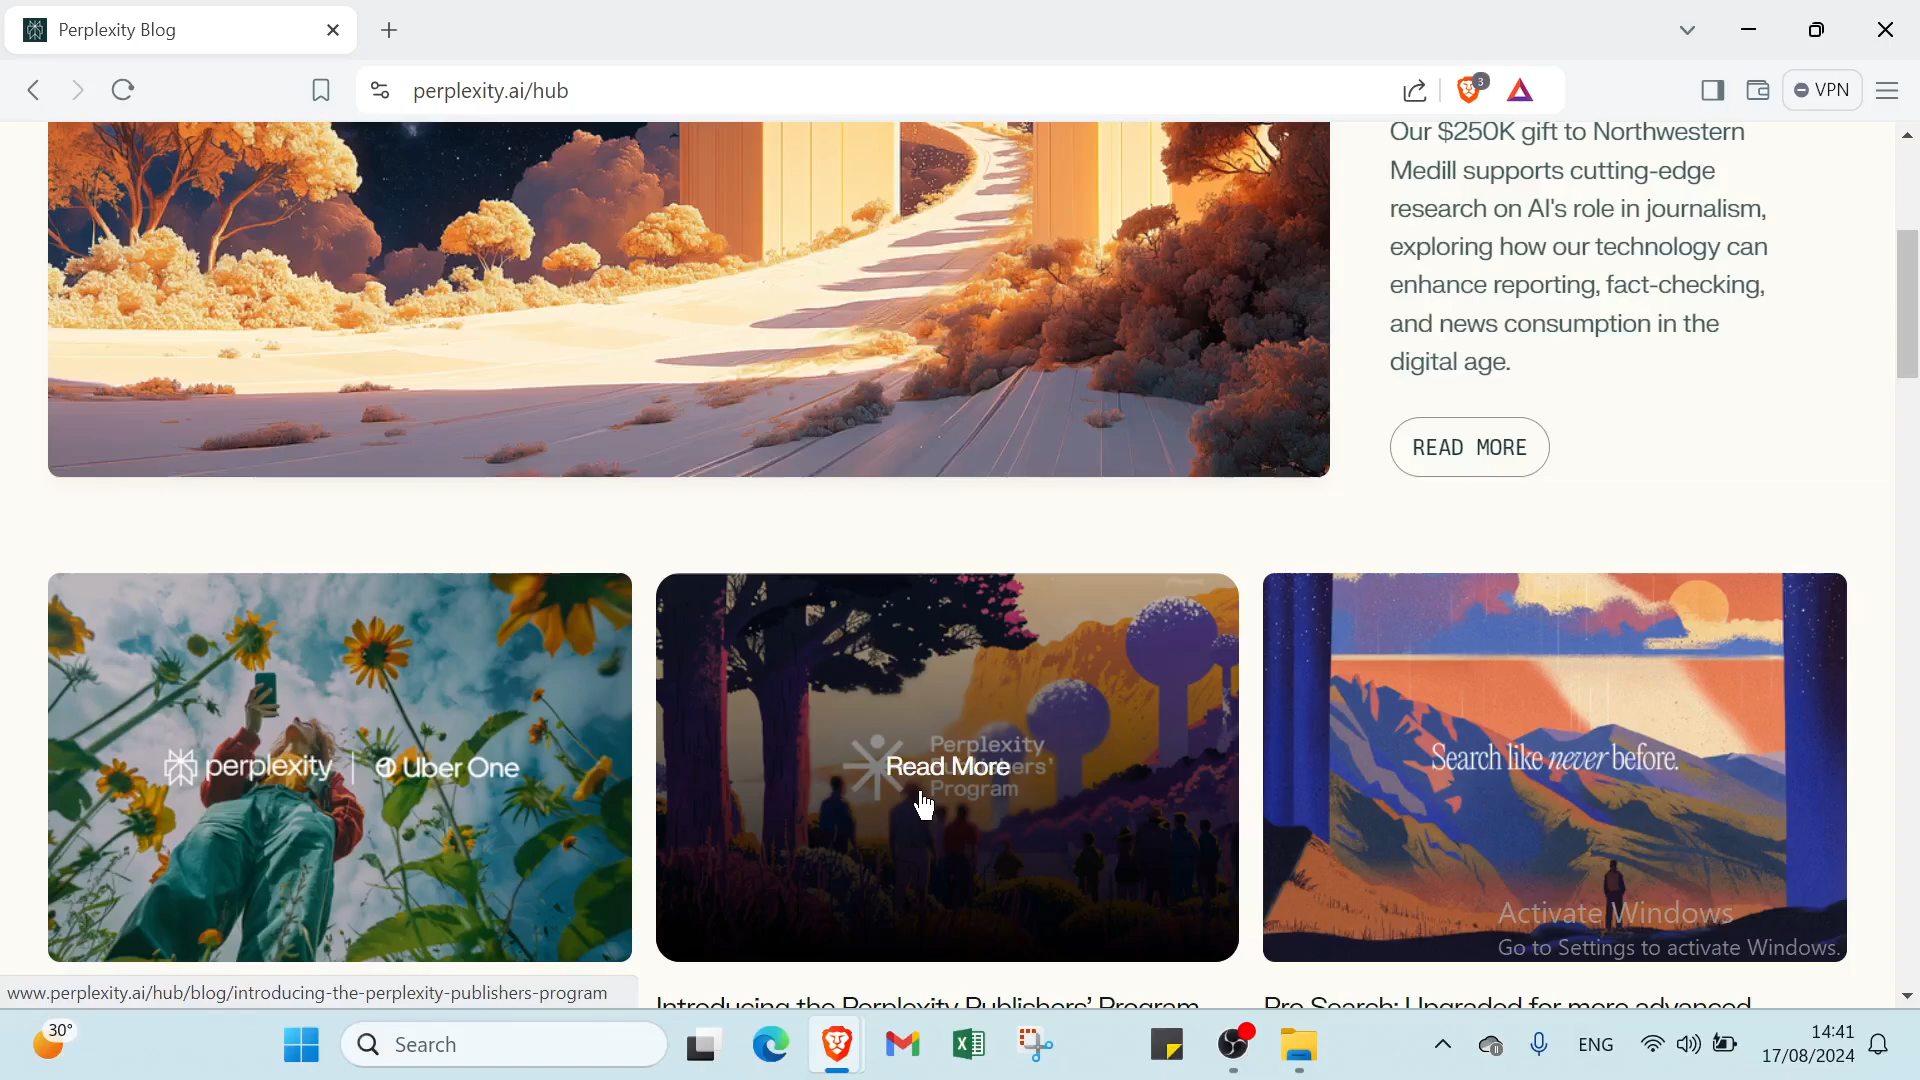 Perplexity Blog
perplexity.ai/hub
3
VPN
Our $250K gift to Northwestern
Medill supports cutting-edge
research on AI's role in journalism,
exploring how our technology can
enhance reporting, fact-checking,
and news consumption in the
digital age.
READ MORE
perplexity | Uber One
Perplexity
Publishers'
Program
Read More
Search like never before.
Activate Windows
Go to Settings to activate Windows.
www.perplexity.ai/hub/blog/introducing-the-perplexity-publishers-program
Introducing the Perplexity Publishers' Program
Pro Search: Upgraded for more advanced
30°
Search
ENG
14:41
17/08/2024